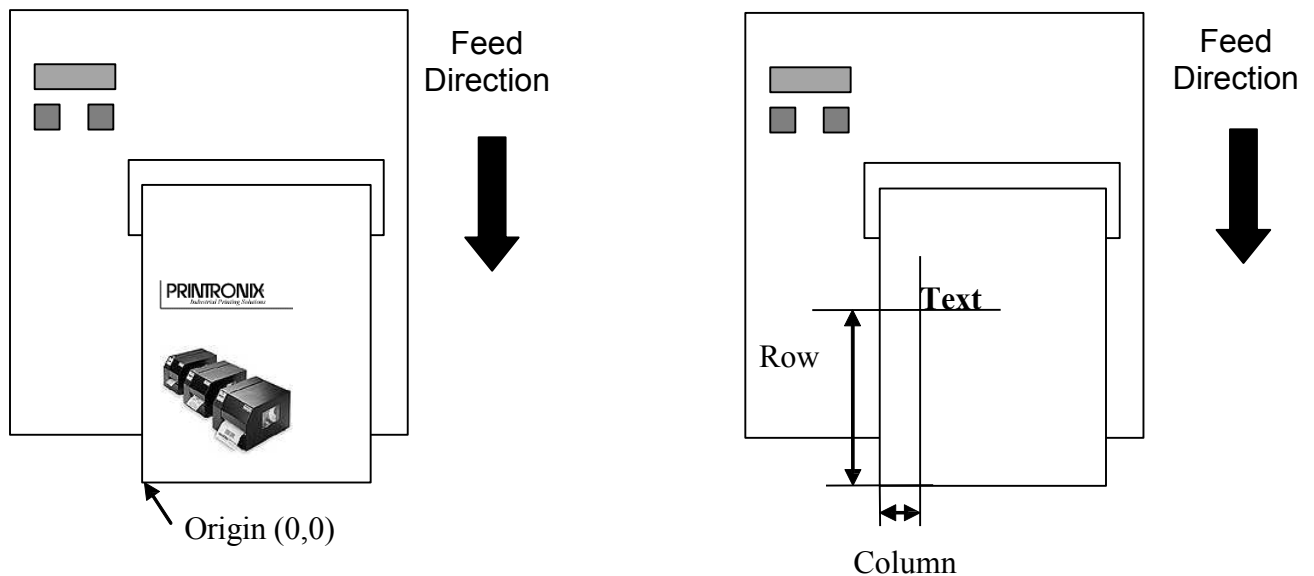 Feed
Direction
PRINTRONIX
Industrial Printing Solutions
Origin (0,0)
Feed
Direction
Text
Row
Column